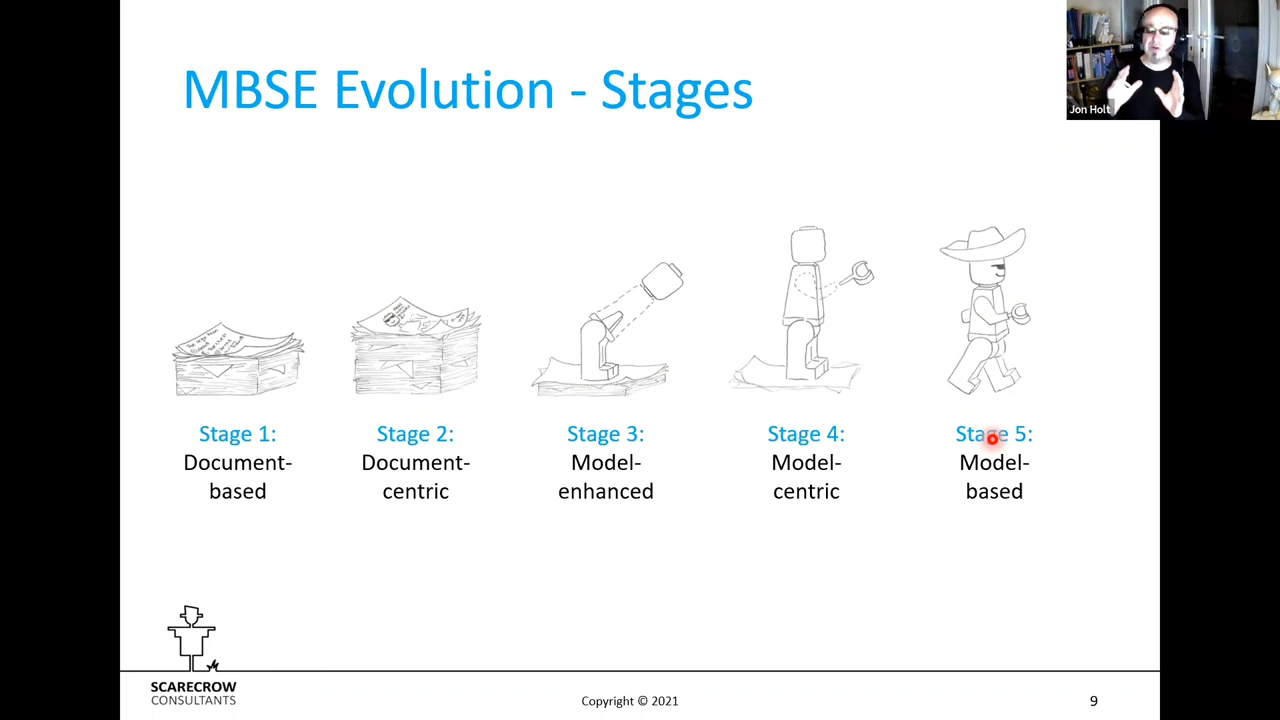 MBSE Evolution - Stages
Jon Holt
Stage 1:
Document-
based
Stage 2:
Document-
centric
Stage 3:
Model-
enhanced
Stage 4:
Model-
centric
Stage 5:
Model-
based
SCARECROW
CONSULTANTS
Copyright © 2021
9